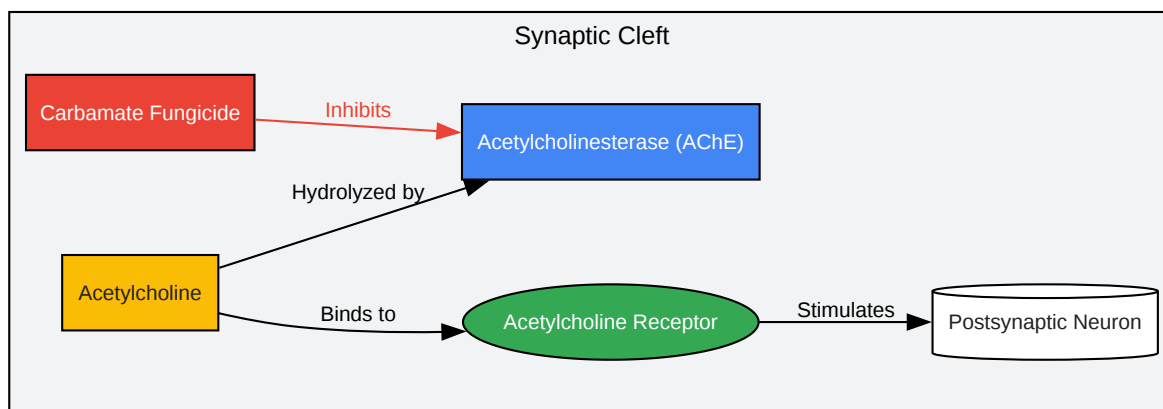 Synaptic Cleft
Carbamate Fungicide
Inhibits
Acetylcholinesterase (AChE)
Hydrolyzed by
Acetylcholine
Binds to
Acetylcholine Receptor
Stimulates
Postsynaptic Neuron